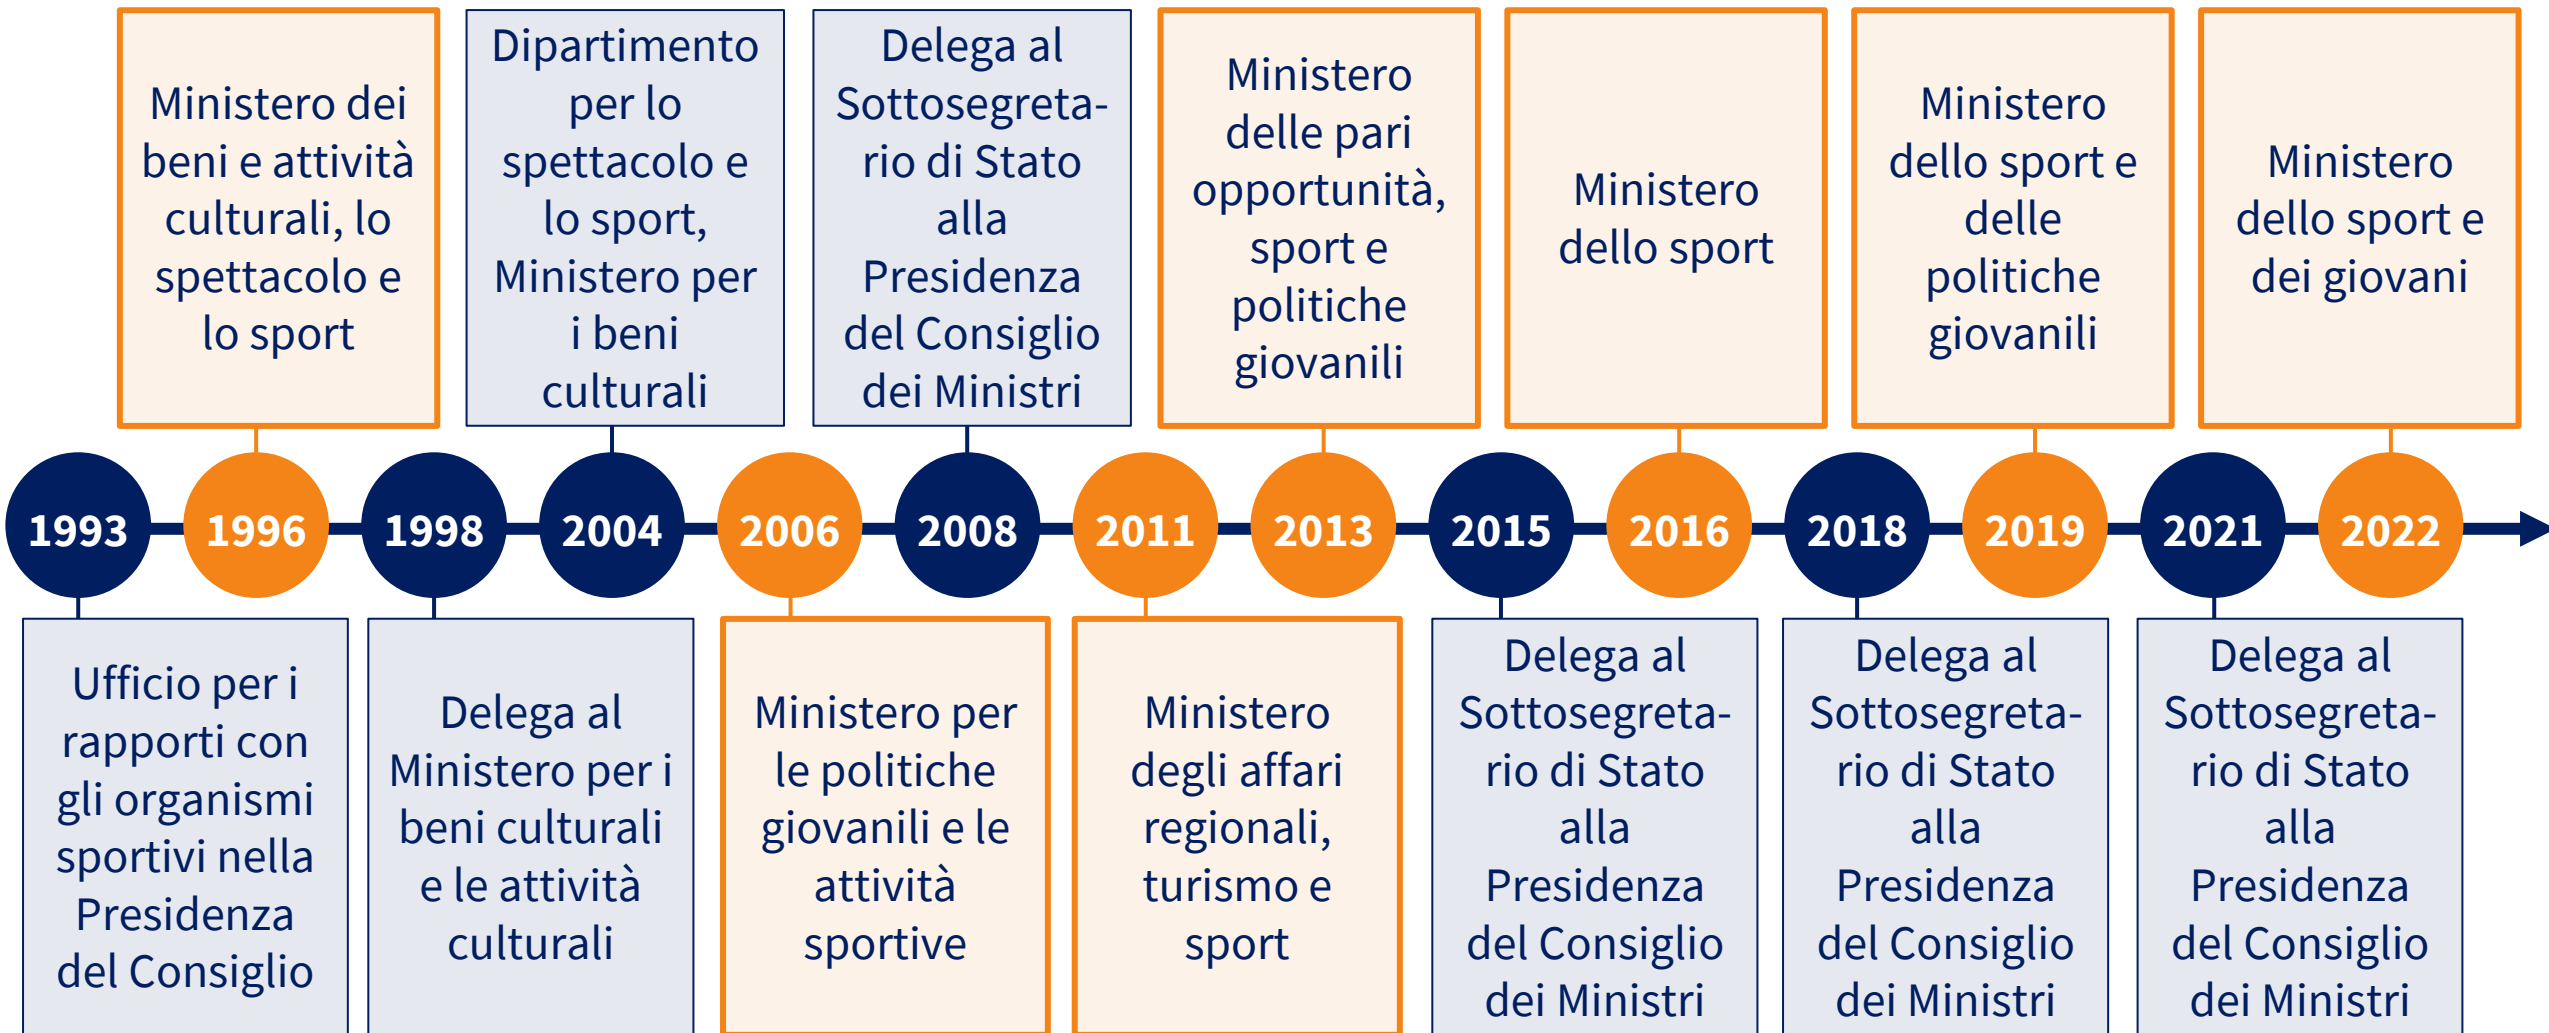 Ministero dei
beni e attività
culturali, lo
spettacolo e
lo sport
Dipartimento
per lo
spettacolo e
lo sport,
Ministero per
i beni
culturali
Delega al
Sottosegreta-
rio di Stato
alla
Presidenza
del Consiglio
dei Ministri
Ministero
delle pari
opportunità,
sport e
politiche
giovanili
Ministero
dello sport
Ministero
dello sport e
delle
politiche
giovanili
Ministero
dello sport e
dei giovani
1993
1996
1998
2004
2006
2008
2011
2013
2015
2016
2018
2019
2021
2022
Ufficio per i
rapporti con
gli organismi
sportivi nella
Presidenza
del Consiglio
Delega al
Ministero per i
beni culturali
e le attività
culturali
Ministero per
le politiche
giovanili e le
attività
sportive
Ministero
degli affari
regionali,
turismo e
sport
Delega al
Sottosegreta-
rio di Stato
alla
Presidenza
del Consiglio
dei Ministri
Delega al
Sottosegreta-
rio di Stato
alla
Presidenza
del Consiglio
dei Ministri
Delega al
Sottosegreta-
rio di Stato
alla
Presidenza
del Consiglio
dei Ministri